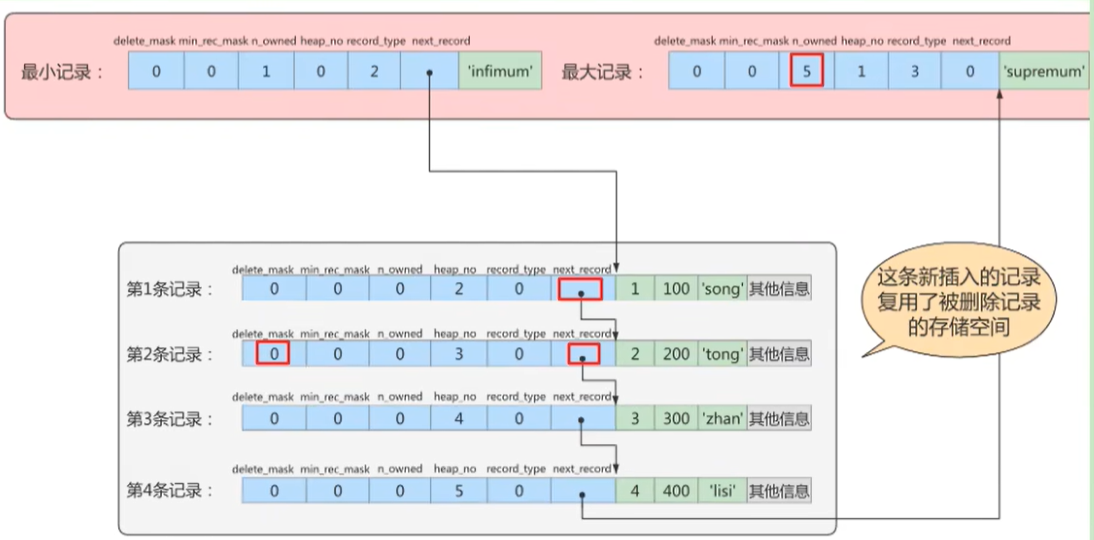 delete_mask min_rec_mask n_owned heap_no record_type next_record
最小记录： 0 0 1 0 2 'infimum'
delete_mask min_rec_mask n_owned heap_no record_type next_record
最大记录： 0 0 5 1 3 0 'supremum'
delete_mask min_rec_mask n_owned heap_no record_type next_record
第1条记录： 0 0 0 2 0 1 100 'song' 其他信息
delete_mask min_rec_mask n_owned heap_no record_type next_record
第2条记录： 0 0 0 3 0 2 200 'tong' 其他信息
delete_mask min_rec_mask n_owned heap_no record_type next_record
第3条记录： 0 0 0 4 0 3 300 'zhan' 其他信息
delete_mask min_rec_mask n_owned heap_no record_type next_record
第4条记录： 0 0 0 5 0 4 400 'lisi' 其他信息
这条新插入的记录
复用了被删除记录
的存储空间